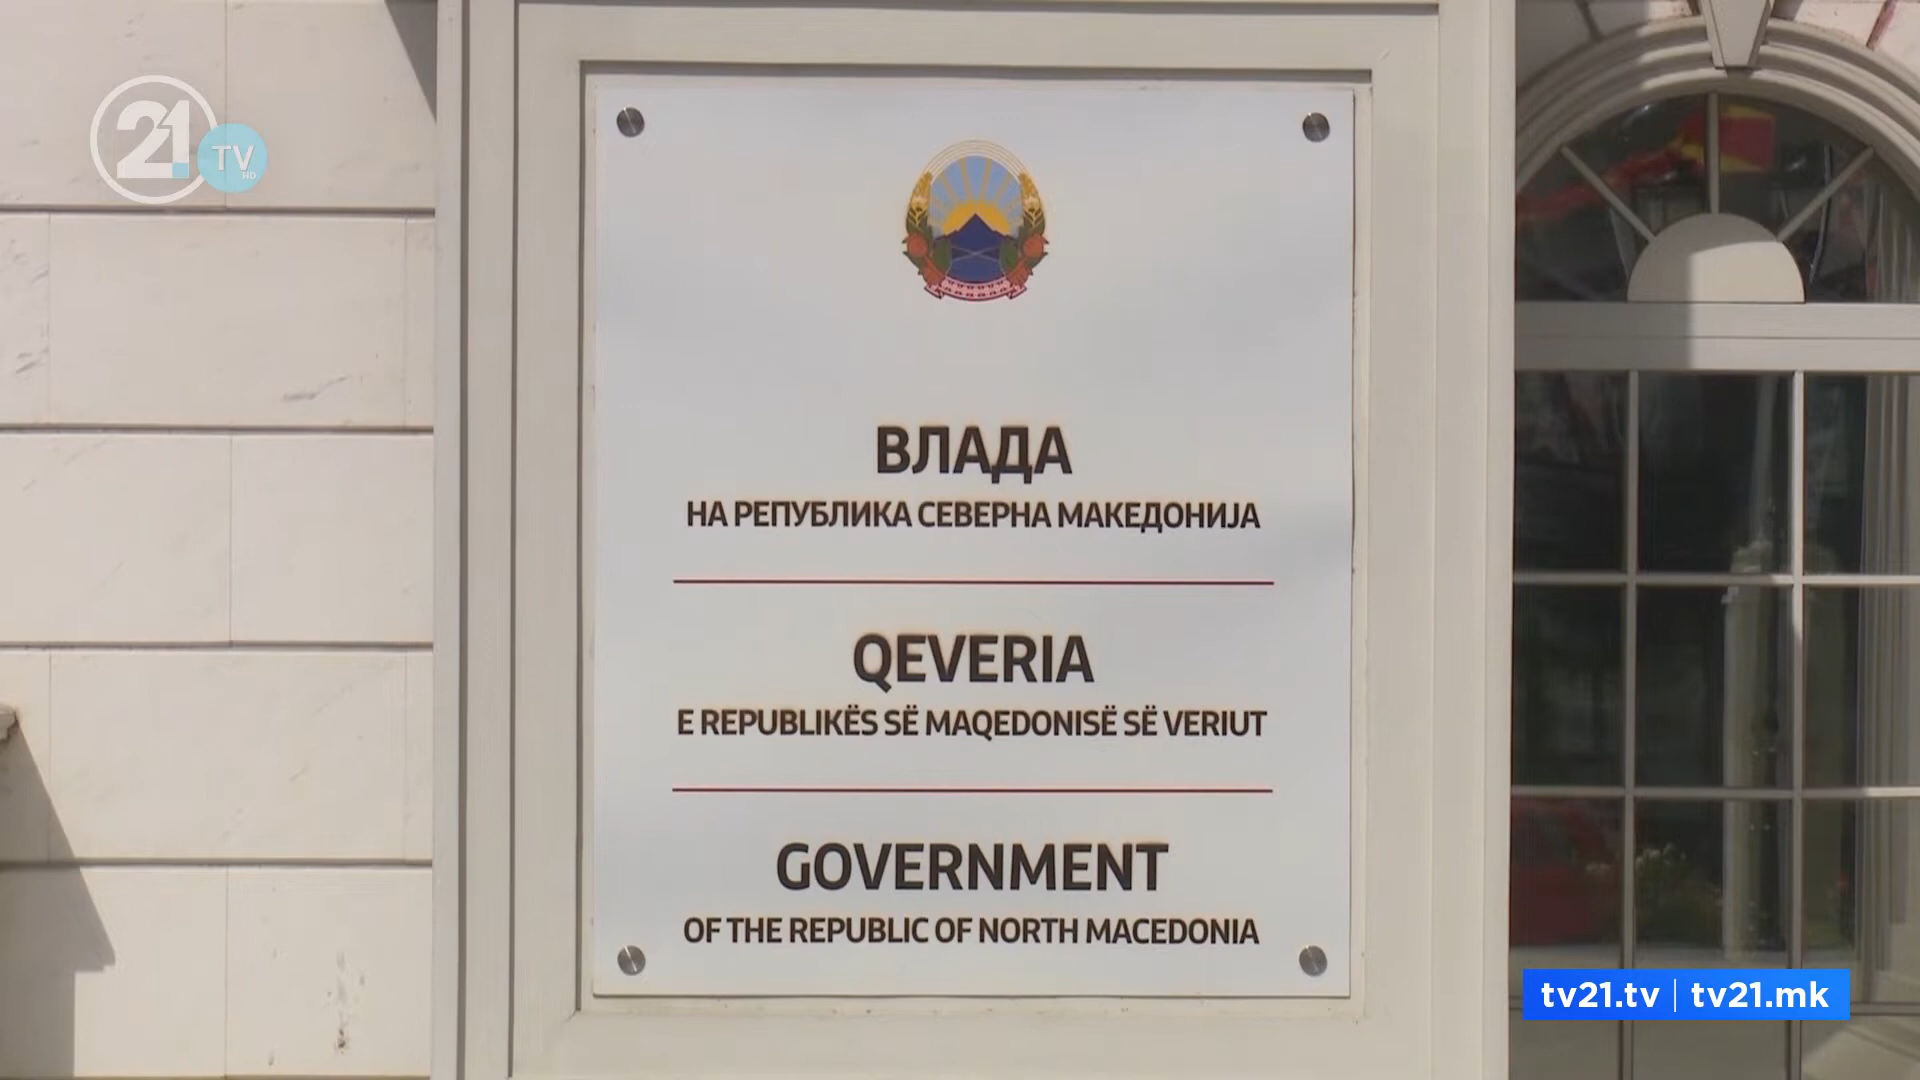 21 TV HD
ВЛАДА
НА РЕПУБЛИКА СЕВЕРНА МАКЕДОНИЈА
QEVERIA
E REPUBLIKËS SË MAQEDONISË SË VERIUT
GOVERNMENT
OF THE REPUBLIC OF NORTH MACEDONIA
tv21.tv | tv21.mk